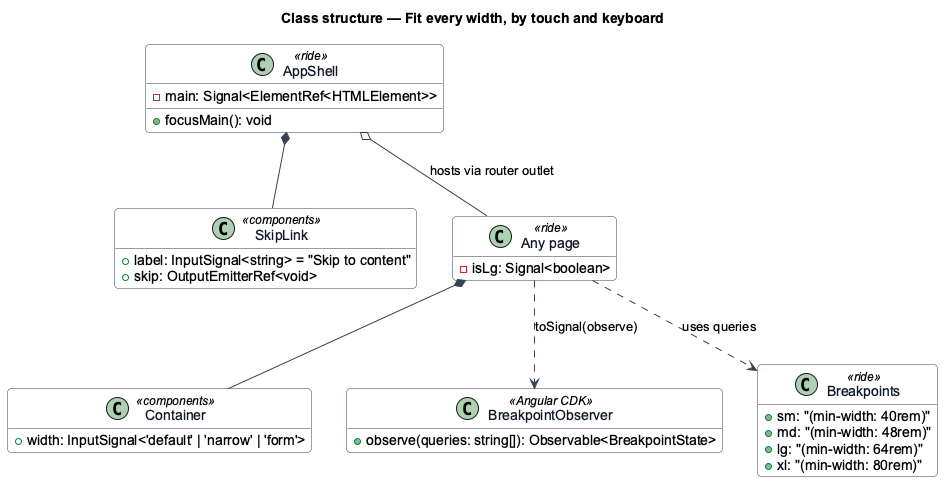 Class structure — Fit every width, by touch and keyboard
«ride»
C AppShell
main: Signal<ElementRef<HTMLElement>>
focusMain(): void
hosts via router outlet
«components»
C SkipLink
label: InputSignal<string> = "Skip to content"
skip: OutputEmitterRef<void>
«ride»
C Any page
isLg: Signal<boolean>
toSignal(observe)
uses queries
«components»
C Container
width: InputSignal<'default' | 'narrow' | 'form'>
«Angular CDK»
C BreakpointObserver
observe(queries: string[]): Observable<BreakpointState>
«ride»
C Breakpoints
sm: "(min-width: 40rem)"
md: "(min-width: 48rem)"
lg: "(min-width: 64rem)"
xl: "(min-width: 80rem)"